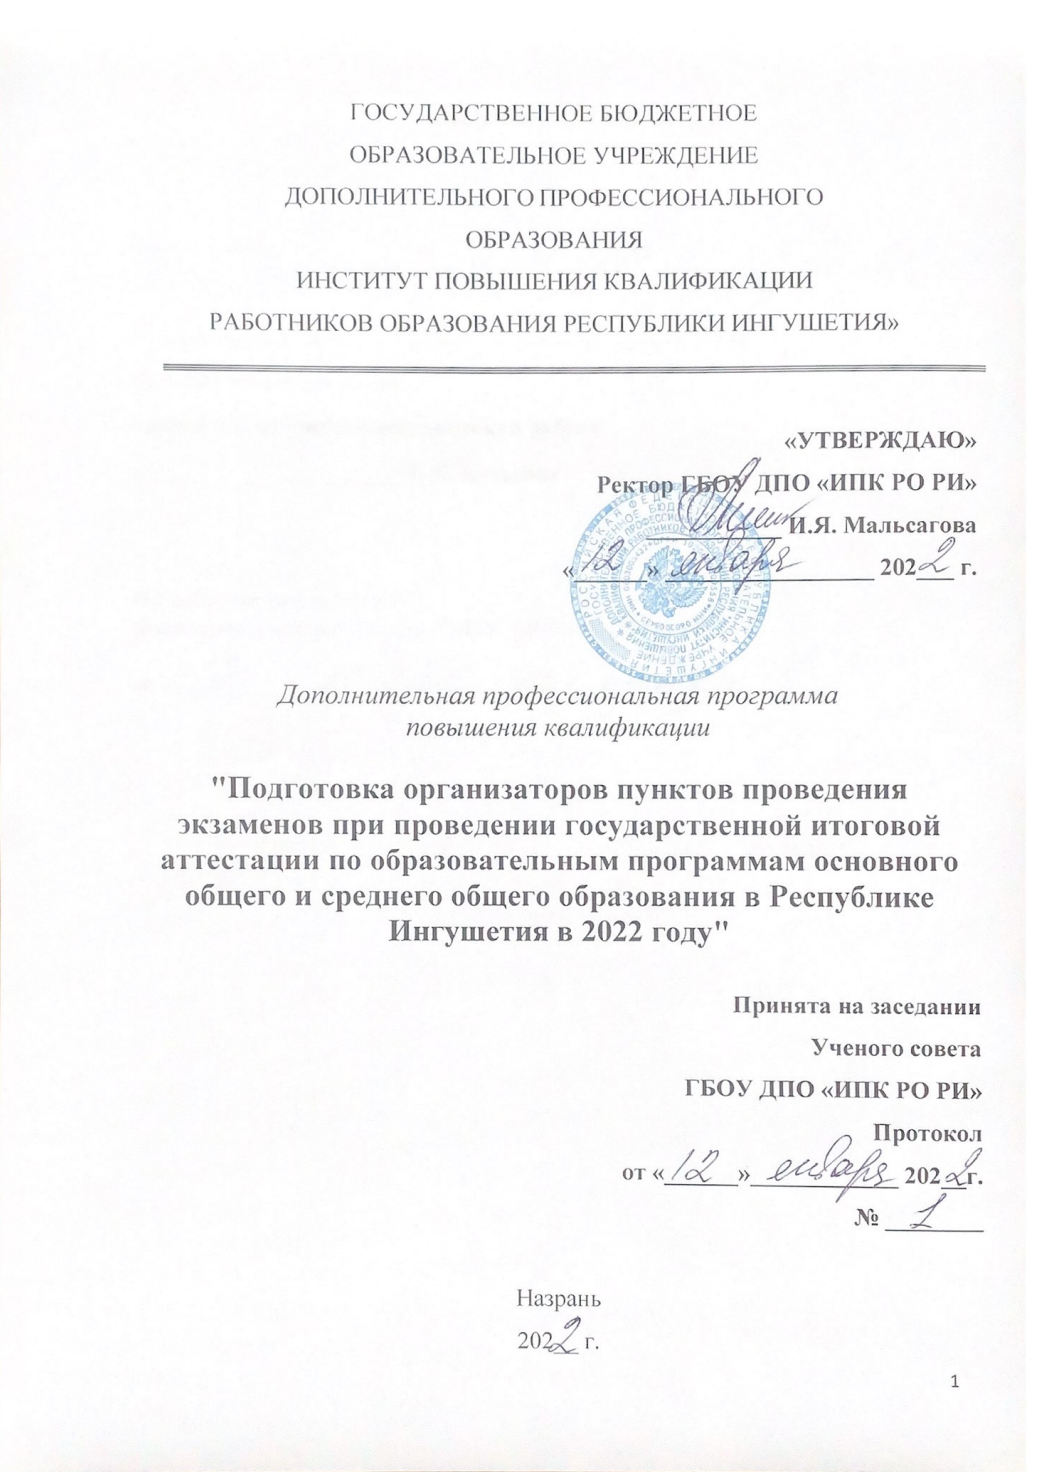 ГОСУДАРСТВЕННОЕ БЮДЖЕТНОЕ
ОБРАЗОВАТЕЛЬНОЕ УЧРЕЖДЕНИЕ
ДОПОЛНИТЕЛЬНОГО ПРОФЕССИОНАЛЬНОГО
ОБРАЗОВАНИЯ
ИНСТИТУТ ПОВЫШЕНИЯ КВАЛИФИКАЦИИ
РАБОТНИКОВ ОБРАЗОВАНИЯ РЕСПУБЛИКИ ИНГУШЕТИЯ»
«УТВЕРЖДАЮ»
Ректор ГБОУ ДПО «ИПК РО РИ»
И.Я. Мальсагова
«12» января 2022 г.
Дополнительная профессиональная программа
повышения квалификации
"Подготовка организаторов пунктов проведения
экзаменов при проведении государственной итоговой
аттестации по образовательным программам основного
общего и среднего общего образования в Республике
Ингушетия в 2022 году"
Принята на заседании
Ученого совета
ГБОУ ДПО «ИПК РО РИ»
Протокол
от «12» января 2022г.
№ 1
Назрань
2022 г.
1